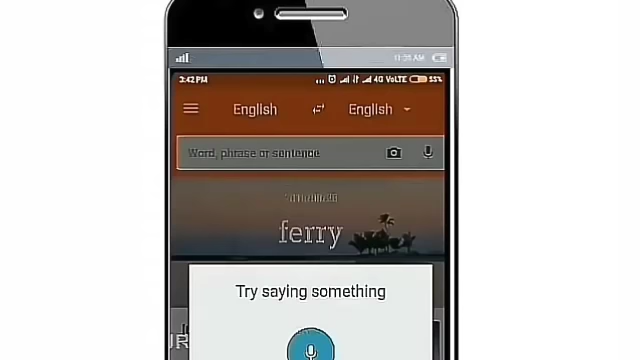 11:35 AM
3:42 PM 4G VoLTE 55%
English English
Word, phrase or sentence
ferry
Try saying something